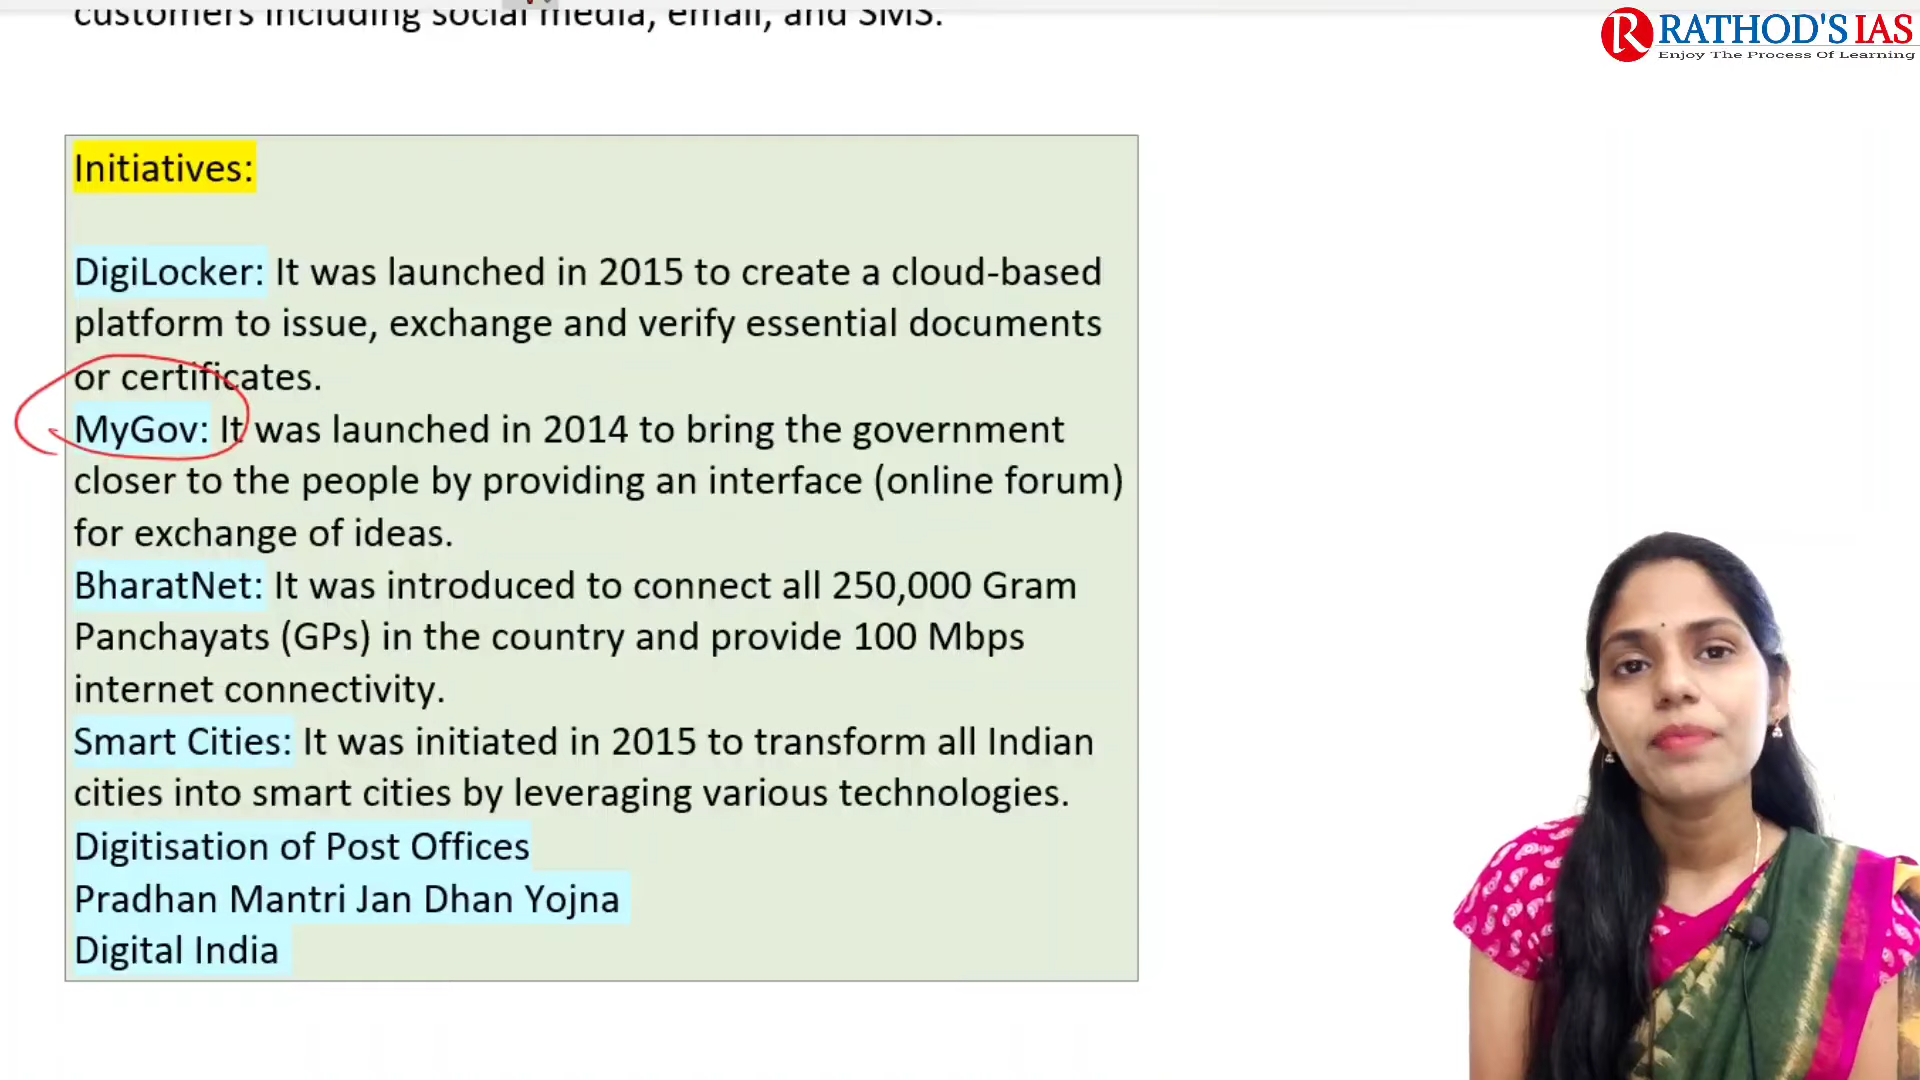 customers including social media, email, and SMS.
R RATHOD'S IAS
Enjoy The Process Of Learning
Initiatives:
DigiLocker: It was launched in 2015 to create a cloud-based
platform to issue, exchange and verify essential documents
or certificates.
MyGov: It was launched in 2014 to bring the government
closer to the people by providing an interface (online forum)
for exchange of ideas.
BharatNet: It was introduced to connect all 250,000 Gram
Panchayats (GPs) in the country and provide 100 Mbps
internet connectivity.
Smart Cities: It was initiated in 2015 to transform all Indian
cities into smart cities by leveraging various technologies.
Digitisation of Post Offices
Pradhan Mantri Jan Dhan Yojna
Digital India